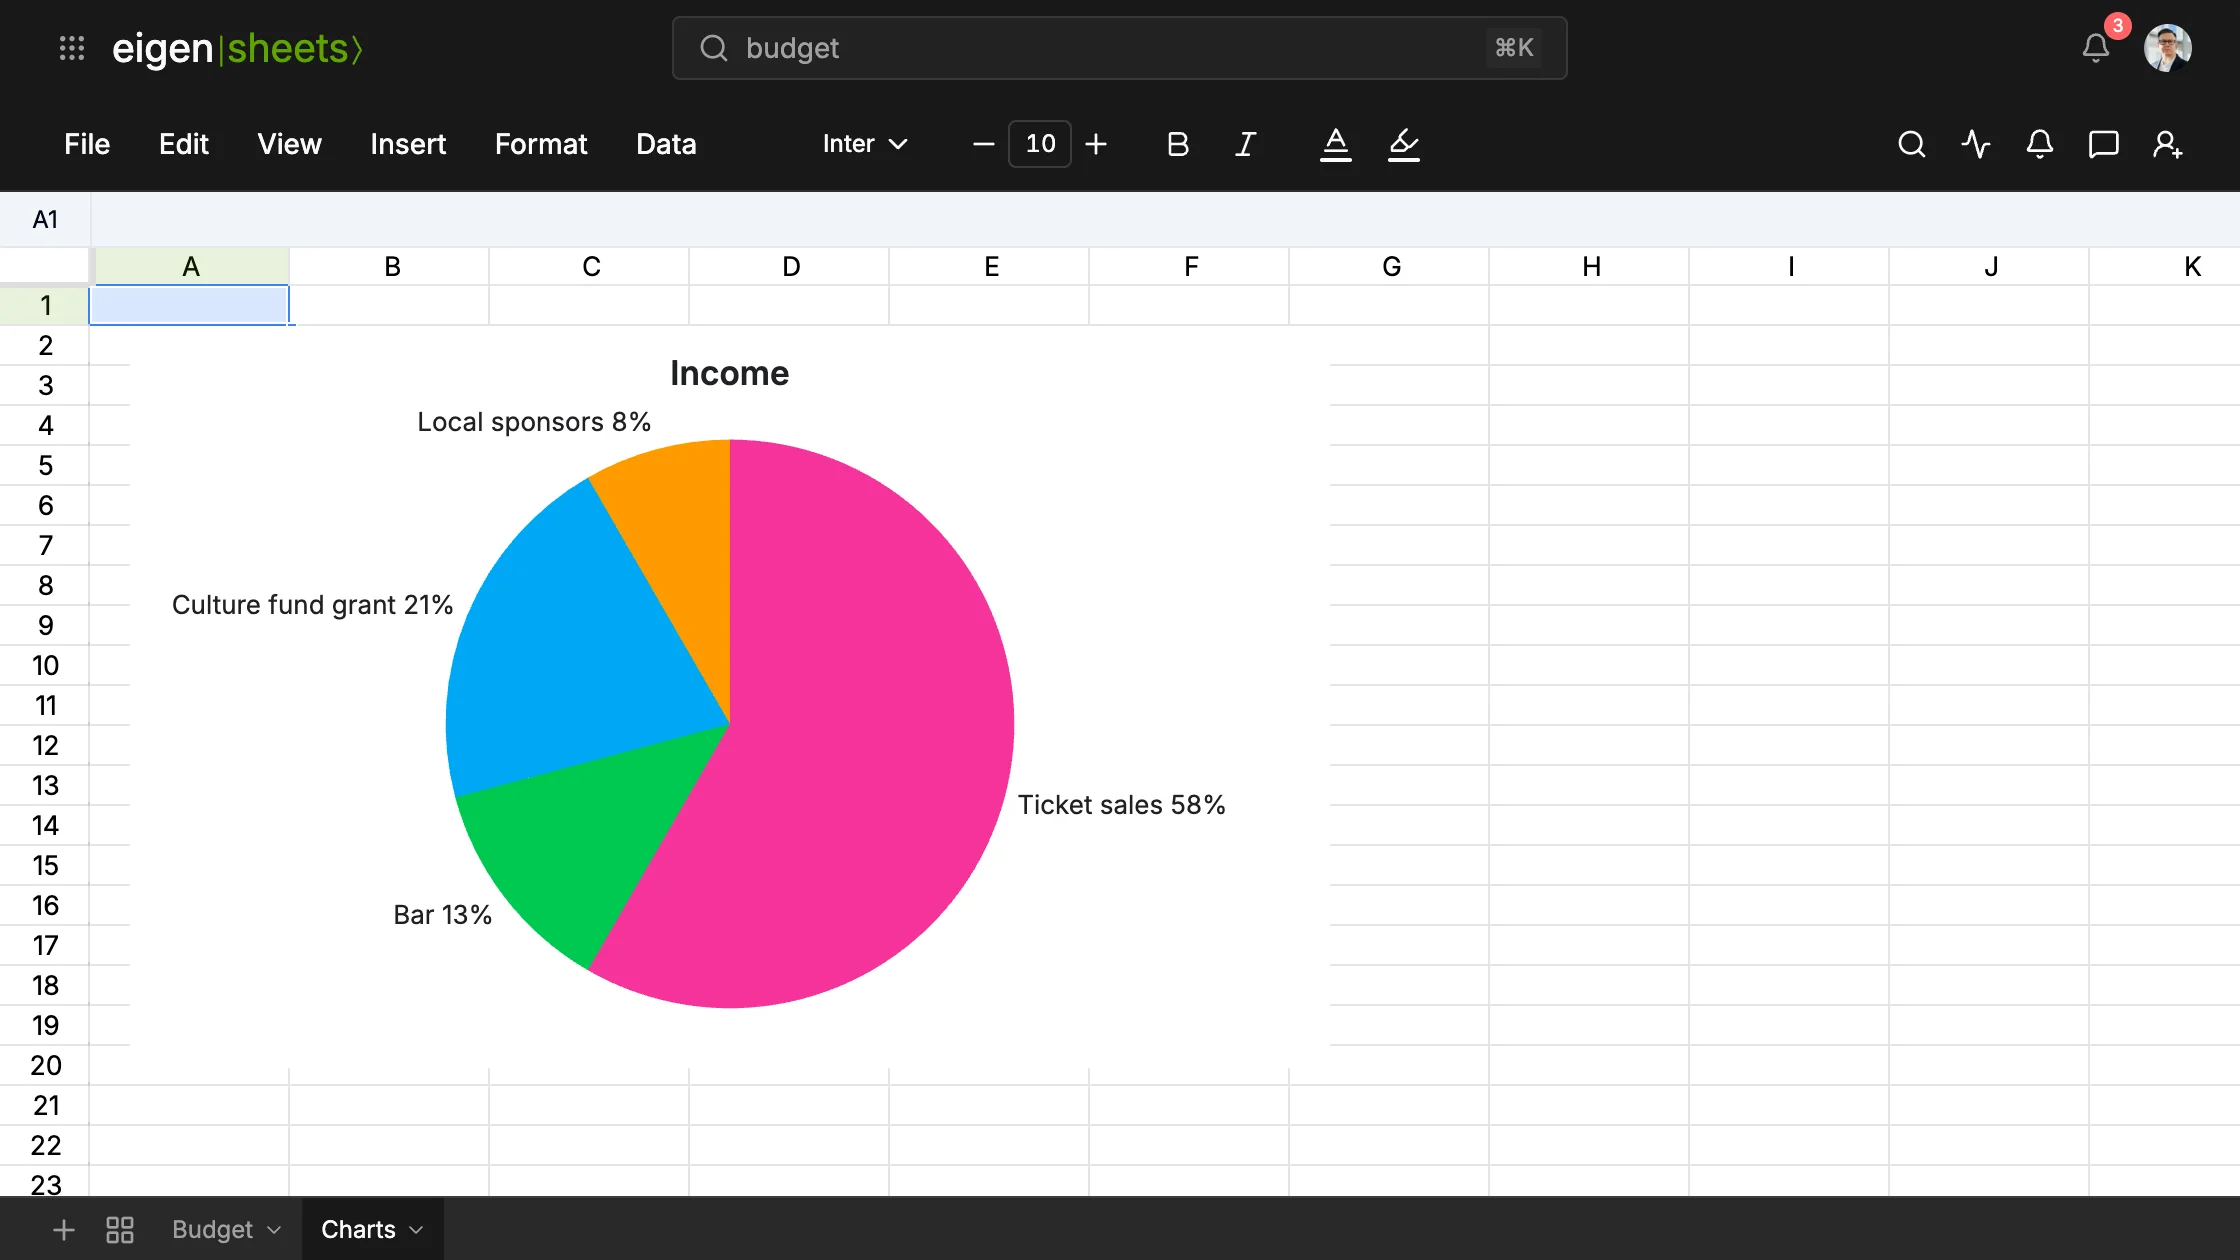 eigen|sheets〉
budget
⌘K
3
File Edit View Insert Format Data
Inter
10
B I A
A1
A B C D E F G H I J K
1
2
3
4
5
6
7
8
9
10
11
12
13
14
15
16
17
18
19
20
21
22
23
Income
Local sponsors 8%
Culture fund grant 21%
Ticket sales 58%
Bar 13%
Budget
Charts